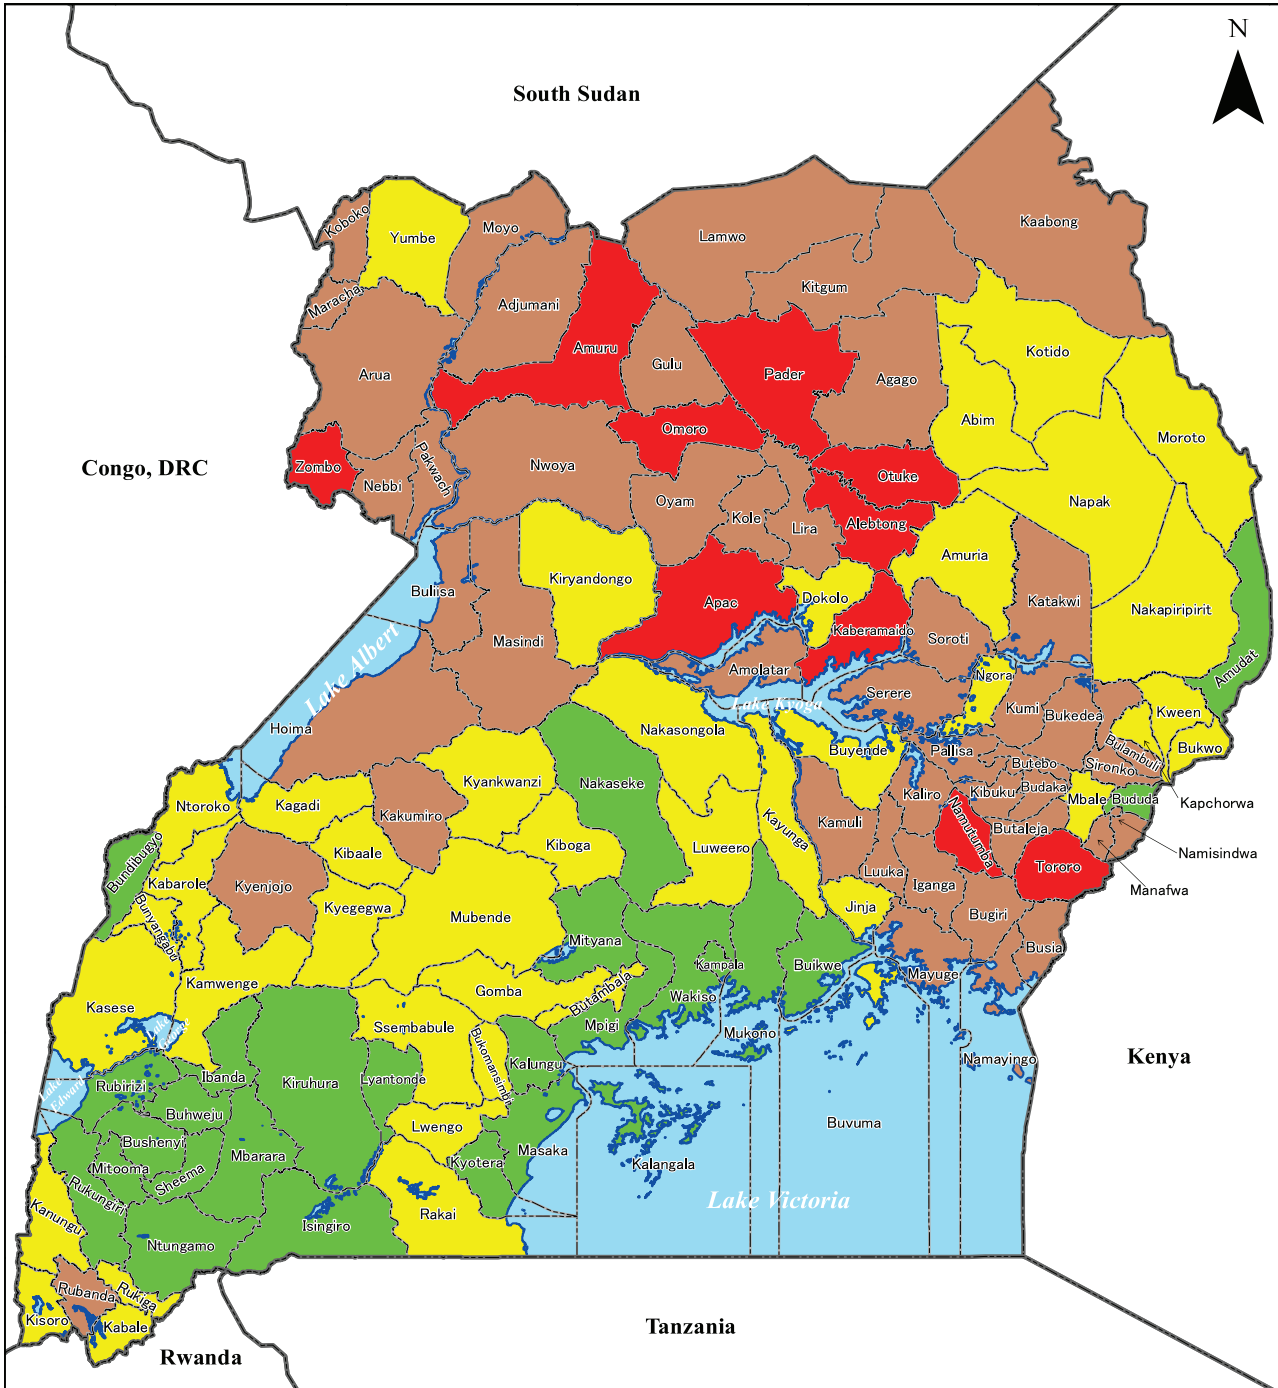 N
South Sudan
Koboko
Yumbe
Moyo
Kaabong
Lamwo
Maracha
Adjumani
Kitgum
Arua
Amuru
Gulu
Pader
Agago
Kotido
Abim
Omoro
Moroto
Congo, DRC
Zombo
Nebbi
Pakwach
Nwoya
Otuke
Oyam
Kole
Lira
Alebtong
Napak
Amuria
Kiryandongo
Buliisa
Apac
Dokolo
Katakwi
Nakapiripirit
Masindi
Kaberamaido
Soroti
Amudat
Lake Albert
Amolatar
Ngora
Serere
Lake Kyoga
Kumi
Bukedea
Kween
Hoima
Nakasongola
Buyende
Pallisa
Bulambuli
Bukwo
Butebo
Sironko
Kyankwanzi
Nakaseke
Ntoroko
Kagadi
Kakumiro
Kaliro
Kibuku
Budaka
Mbale
Bududa
Kapchorwa
Kamuli
Namutumba
Butaleja
Kayunga
Kiboga
Luweero
Bundibugyo
Kibaale
Namisindwa
Kabarole
Kyenjojo
Luuka
Iganga
Tororo
Manafwa
Kyegegwa
Mubende
Jinja
Bugiri
Bunyangabu
Mityana
Busia
Kampala
Buikwe
Mayuge
Kamwenge
Gomba
Butambala
Wakiso
Kasese
Lake
George
Ssembabule
Mpigi
Mukono
Bukomansimbi
Kalungu
Namayingo
Kenya
Lake
Edward
Rubirizi
Ibanda
Kiruhura
Lyantonde
Buhweju
Lwengo
Buvuma
Bushenyi
Mitooma
Sheema
Mbarara
Kyotera
Masaka
Kalangala
Rukungiri
Lake Victoria
Kanungu
Isingiro
Rakai
Ntungamo
Rubanda
Rukiga
Kisoro
Kabale
Tanzania
Rwanda